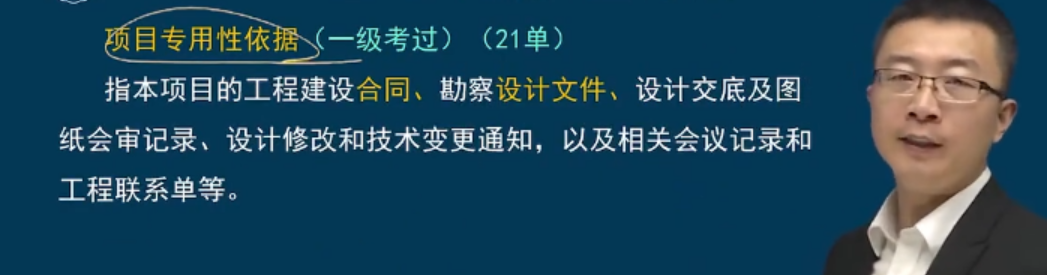 项目专用性依据（一级考过）（21单）
指本项目的工程建设合同、勘察设计文件、设计交底及图
纸会审记录、设计修改和技术变更通知，以及相关会议记录和
工程联系单等。